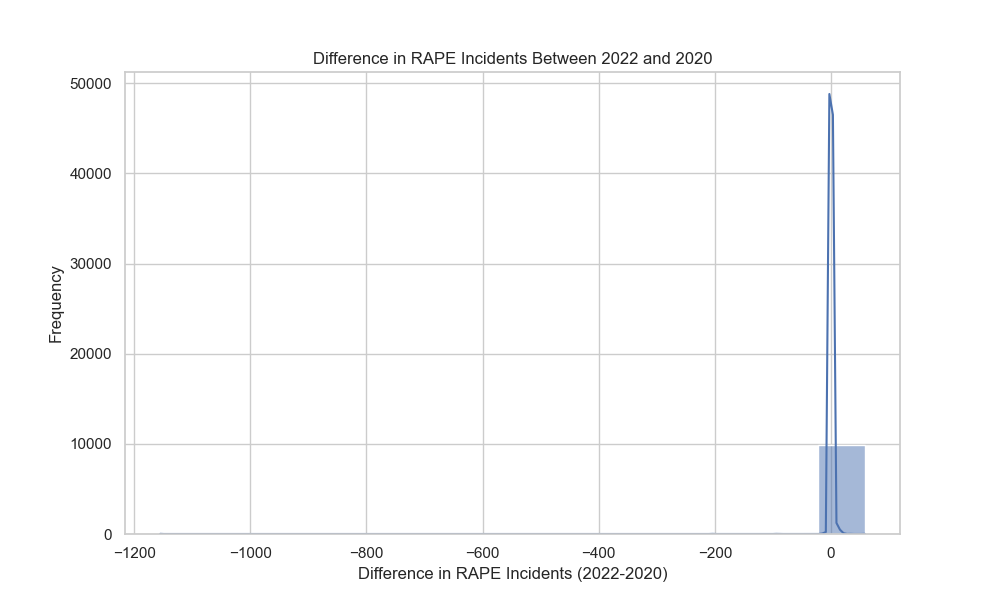 Difference in RAPE Incidents Between 2022 and 2020
50000
40000
30000
20000
10000
0
Frequency
−1200 −1000 −800 −600 −400 −200 0
Difference in RAPE Incidents (2022-2020)